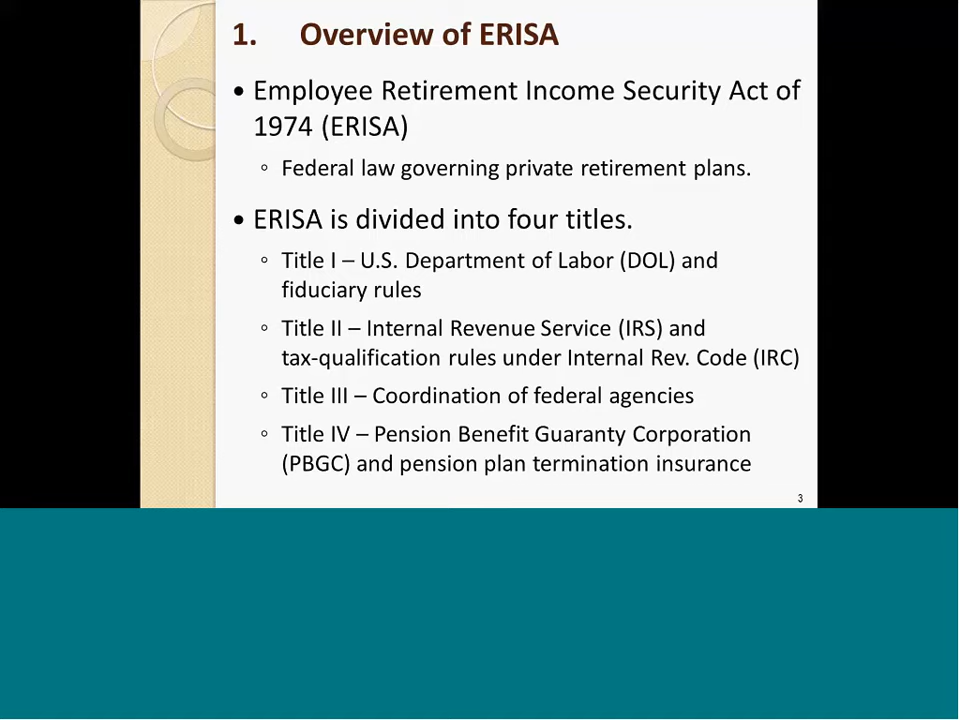 1. Overview of ERISA
• Employee Retirement Income Security Act of
1974 (ERISA)
◦ Federal law governing private retirement plans.
• ERISA is divided into four titles.
◦ Title I – U.S. Department of Labor (DOL) and
fiduciary rules
◦ Title II – Internal Revenue Service (IRS) and
tax-qualification rules under Internal Rev. Code (IRC)
◦ Title III – Coordination of federal agencies
◦ Title IV – Pension Benefit Guaranty Corporation
(PBGC) and pension plan termination insurance
3